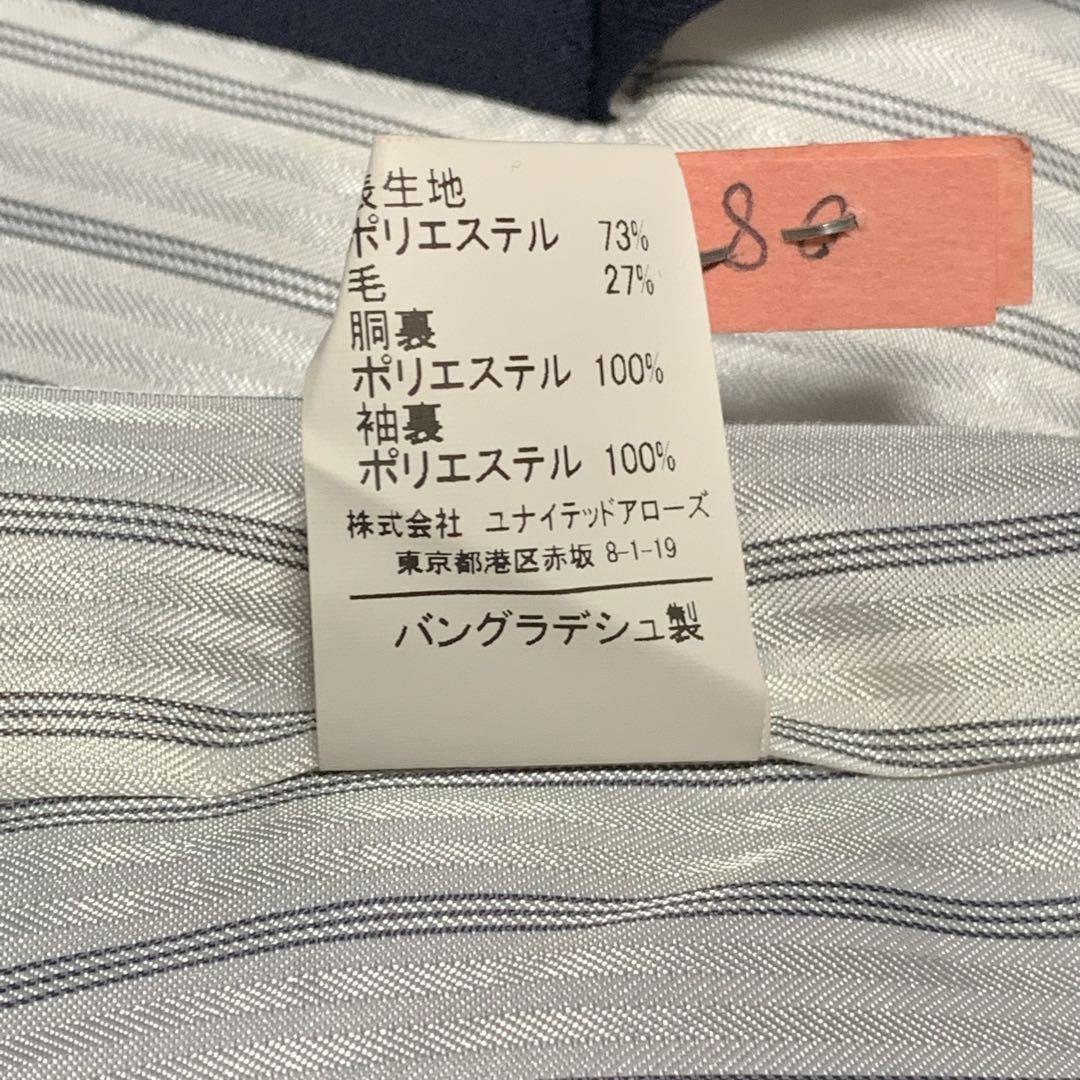 表生地
ポリエステル 73%
毛 27%
胴裏
ポリエステル 100%
袖裏
ポリエステル 100%
株式会社 ユナイテッドアローズ
東京都港区赤坂 8-1-19
バングラデシュ製